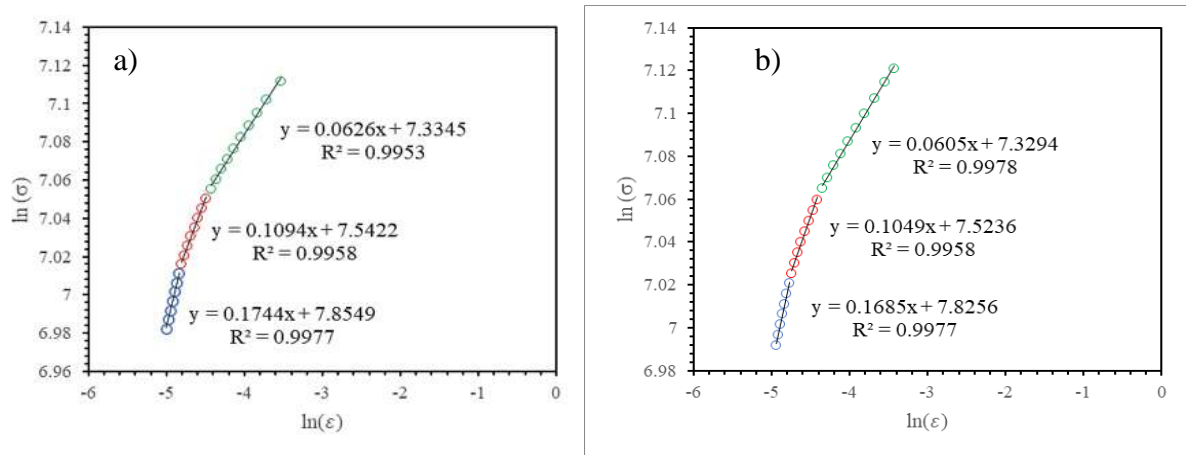 a)
7.14
7.12
7.1
7.08
7.06
7.04
7.02
7
6.98
6.96
ln (σ)
y = 0.0626x + 7.3345
R² = 0.9953
y = 0.1094x + 7.5422
R² = 0.9958
y = 0.1744x + 7.8549
R² = 0.9977
-6 -5 -4 -3 -2 -1 0
ln(ε)
b)
7.14
7.12
7.1
7.08
7.06
7.04
7.02
7
6.98
ln (σ)
y = 0.0605x + 7.3294
R² = 0.9978
y = 0.1049x + 7.5236
R² = 0.9958
y = 0.1685x + 7.8256
R² = 0.9977
-6 -5 -4 -3 -2 -1 0
ln(ε)